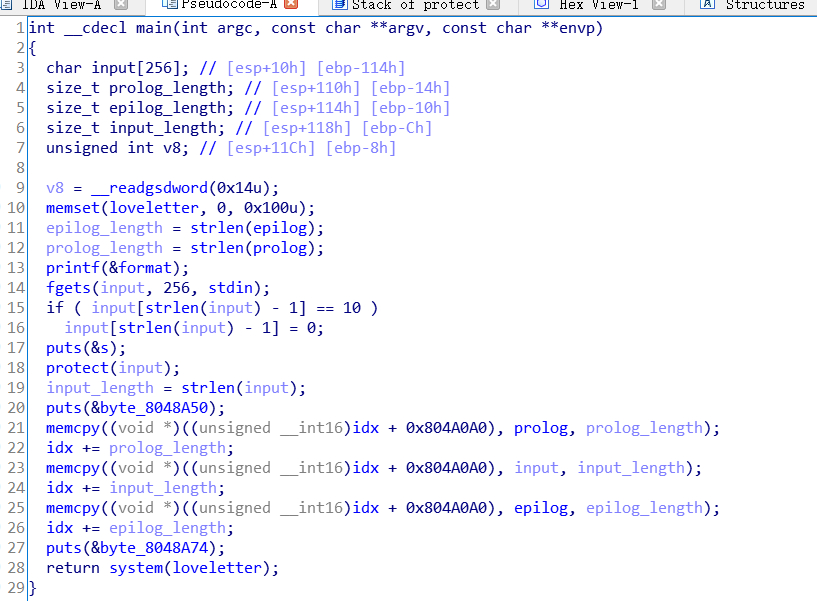 IDA View-A Pseudocode-A Stack of protect Hex View-1 Structures
1 int __cdecl main(int argc, const char **argv, const char **envp)
2 {
3 char input[256]; // [esp+10h] [ebp-114h]
4 size_t prolog_length; // [esp+110h] [ebp-14h]
5 size_t epilog_length; // [esp+114h] [ebp-10h]
6 size_t input_length; // [esp+118h] [ebp-Ch]
7 unsigned int v8; // [esp+11Ch] [ebp-8h]
8
9 v8 = __readgsdword(0x14u);
10 memset(loveletter, 0, 0x100u);
11 epilog_length = strlen(epilog);
12 prolog_length = strlen(prolog);
13 printf(&format);
14 fgets(input, 256, stdin);
15 if ( input[strlen(input) - 1] == 10 )
16 input[strlen(input) - 1] = 0;
17 puts(&s);
18 protect(input);
19 input_length = strlen(input);
20 puts(&byte_8048A50);
21 memcpy((void *)((unsigned __int16)idx + 0x804A0A0), prolog, prolog_length);
22 idx += prolog_length;
23 memcpy((void *)((unsigned __int16)idx + 0x804A0A0), input, input_length);
24 idx += input_length;
25 memcpy((void *)((unsigned __int16)idx + 0x804A0A0), epilog, epilog_length);
26 idx += epilog_length;
27 puts(&byte_8048A74);
28 return system(loveletter);
29 }